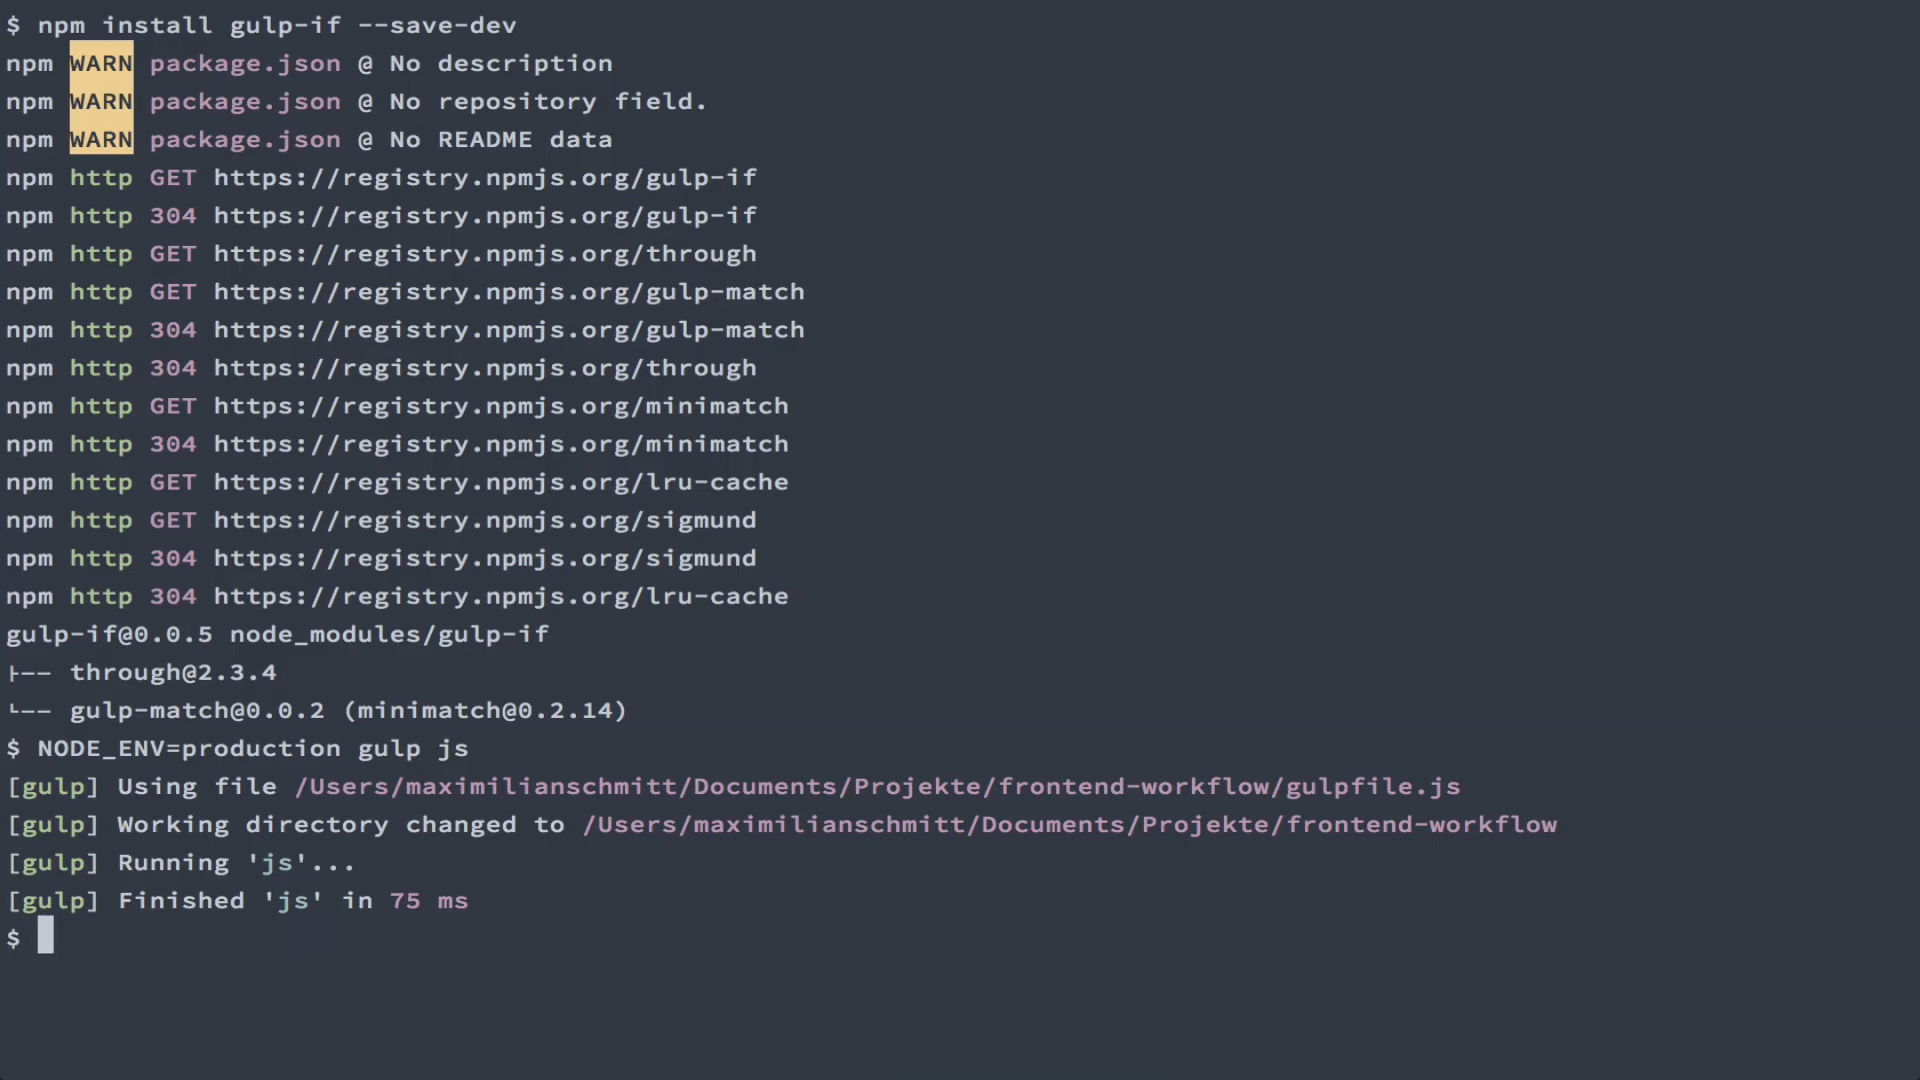 $ npm install gulp-if --save-dev
npm WARN package.json @ No description
npm WARN package.json @ No repository field.
npm WARN package.json @ No README data
npm http GET https://registry.npmjs.org/gulp-if
npm http 304 https://registry.npmjs.org/gulp-if
npm http GET https://registry.npmjs.org/through
npm http GET https://registry.npmjs.org/gulp-match
npm http 304 https://registry.npmjs.org/gulp-match
npm http 304 https://registry.npmjs.org/through
npm http GET https://registry.npmjs.org/minimatch
npm http 304 https://registry.npmjs.org/minimatch
npm http GET https://registry.npmjs.org/lru-cache
npm http GET https://registry.npmjs.org/sigmund
npm http 304 https://registry.npmjs.org/sigmund
npm http 304 https://registry.npmjs.org/lru-cache
gulp-if@0.0.5 node_modules/gulp-if
├── through@2.3.4
└── gulp-match@0.0.2 (minimatch@0.2.14)
$ NODE_ENV=production gulp js
[gulp] Using file /Users/maximilianschmitt/Documents/Projekte/frontend-workflow/gulpfile.js
[gulp] Working directory changed to /Users/maximilianschmitt/Documents/Projekte/frontend-workflow
[gulp] Running 'js'...
[gulp] Finished 'js' in 75 ms
$